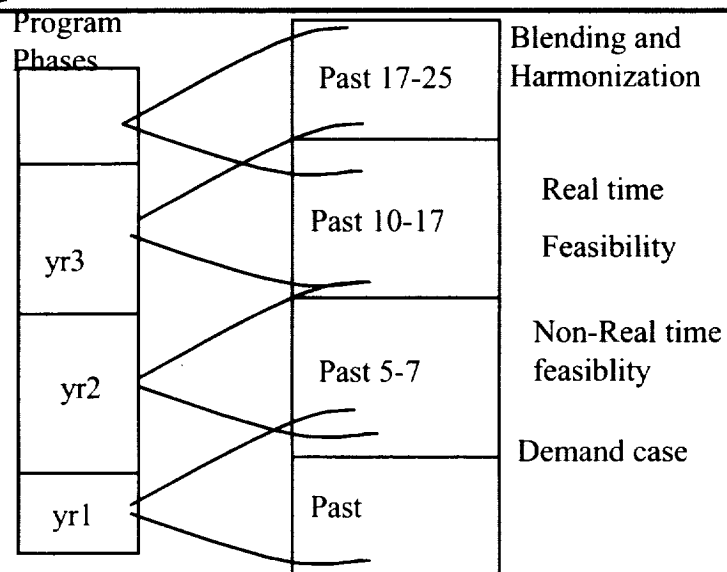 Program
Phases
yr3
yr2
yr1
Past 17-25
Past 10-17
Past 5-7
Past
Blending and
Harmonization
Real time
Feasibility
Non-Real time
feasiblity
Demand case